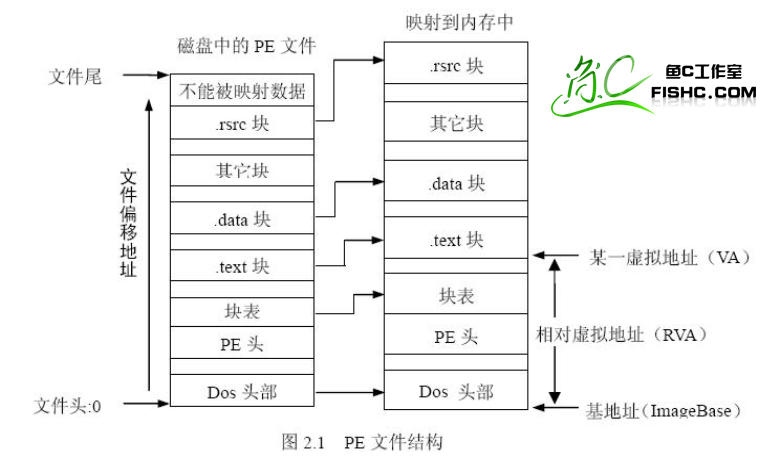 磁盘中的 PE 文件
映射到内存中
文件尾
不能被映射数据
.rsrc 块
其它块
.data 块
.text 块
块表
PE 头
Dos 头部
文件偏移地址
文件头:0
.rsrc 块
其它块
.data 块
.text 块
块表
PE 头
Dos 头部
鱼C工作室
FISHC.COM
某一虚拟地址（VA）
相对虚拟地址（RVA）
基地址（ImageBase）
图 2.1 PE 文件结构